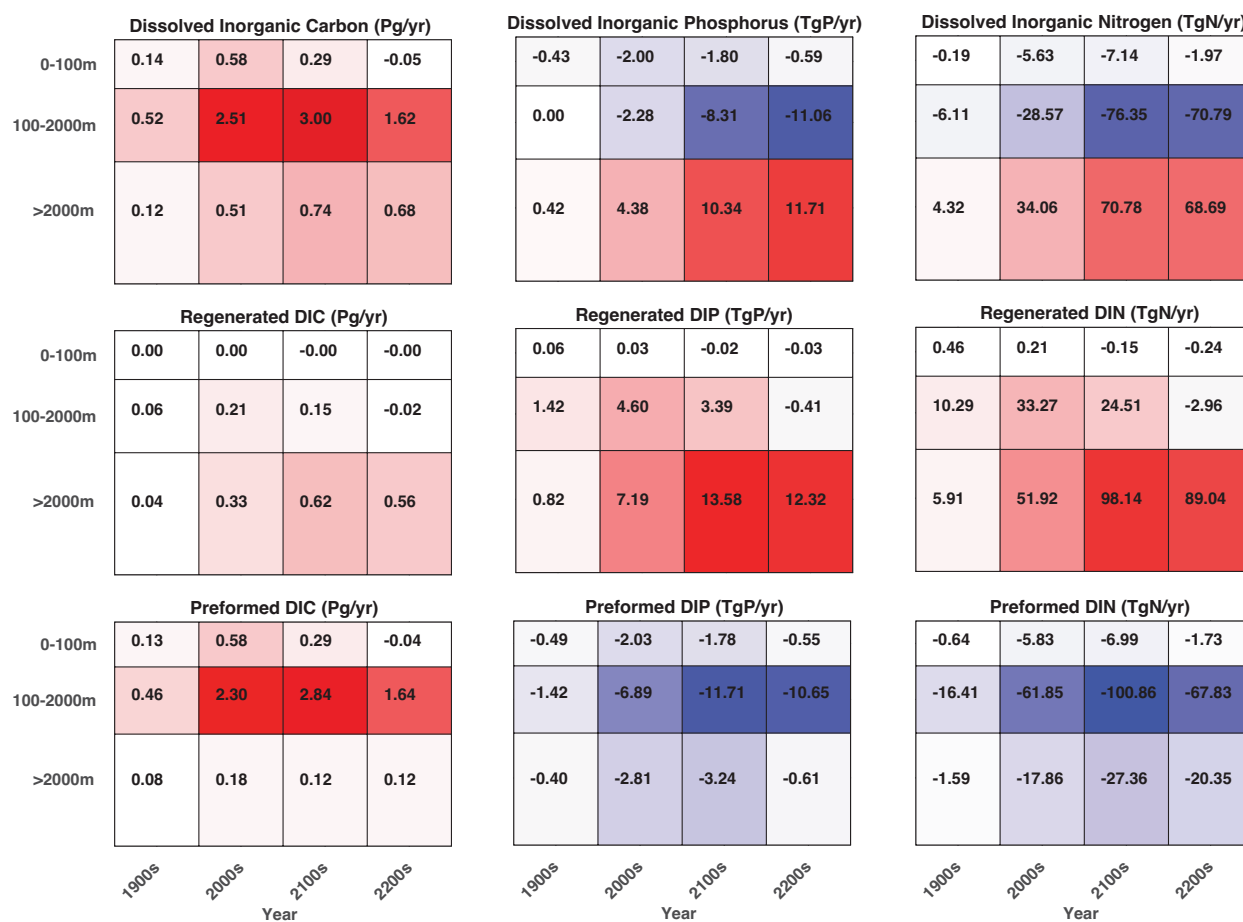 Dissolved Inorganic Carbon (Pg/yr) Dissolved Inorganic Phosphorus (TgP/yr) Dissolved Inorganic Nitrogen (TgN/yr)
0-100m 0.14 0.58 0.29 -0.05 -0.43 -2.00 -1.80 -0.59 -0.19 -5.63 -7.14 -1.97
100-2000m 0.52 2.51 3.00 1.62 0.00 -2.28 -8.31 -11.06 -6.11 -28.57 -76.35 -70.79
>2000m 0.12 0.51 0.74 0.68 0.42 4.38 10.34 11.71 4.32 34.06 70.78 68.69
Regenerated DIC (Pg/yr) Regenerated DIP (TgP/yr) Regenerated DIN (TgN/yr)
0-100m 0.00 0.00 -0.00 -0.00 0.06 0.03 -0.02 -0.03 0.46 0.21 -0.15 -0.24
100-2000m 0.06 0.21 0.15 -0.02 1.42 4.60 3.39 -0.41 10.29 33.27 24.51 -2.96
>2000m 0.04 0.33 0.62 0.56 0.82 7.19 13.58 12.32 5.91 51.92 98.14 89.04
Preformed DIC (Pg/yr) Preformed DIP (TgP/yr) Preformed DIN (TgN/yr)
0-100m 0.13 0.58 0.29 -0.04 -0.49 -2.03 -1.78 -0.55 -0.64 -5.83 -6.99 -1.73
100-2000m 0.46 2.30 2.84 1.64 -1.42 -6.89 -11.71 -10.65 -16.41 -61.85 -100.86 -67.83
>2000m 0.08 0.18 0.12 0.12 -0.40 -2.81 -3.24 -0.61 -1.59 -17.86 -27.36 -20.35
1900s 2000s 2100s 2200s 1900s 2000s 2100s 2200s 1900s 2000s 2100s 2200s
Year Year Year